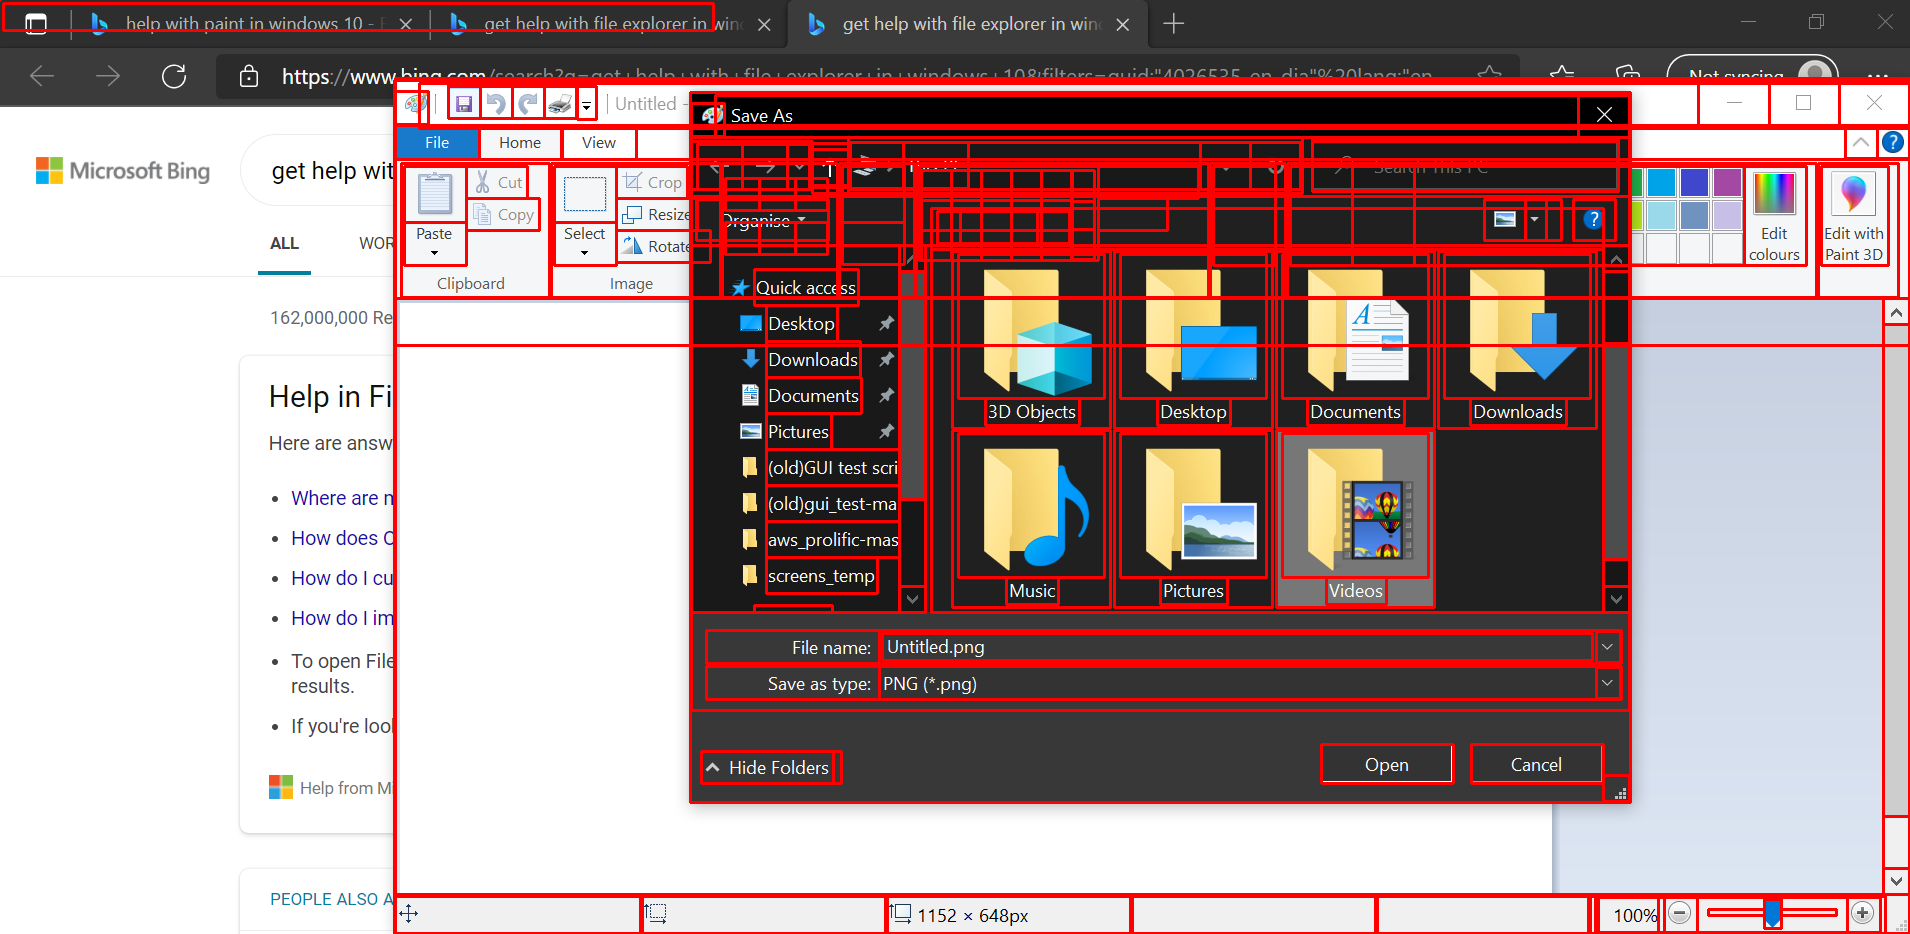 help with paint in windows 10 -
get help with file explorer in win
get help with file explorer in win
https://www.bing.com/search?q=get+help+with+file+explorer+in+windows+10&filters=guid:"4026535-en-dia"%20lang:"en
Not syncing
Microsoft Bing
get help wit
ALL
WOR
162,000,000 Re
Help in Fi
Here are answ
Where are
How does
How do I cu
How do I im
To open File
results.
If you're loo
Help from Mi
PEOPLE ALSO A
Untitled -
File
Home
View
Paste
Cut
Copy
Clipboard
Select
Crop
Resize
Rotate
Image
Edit
colours
Edit with
Paint 3D
Save As
Search This PC
Organise
Quick access
Desktop
Downloads
Documents
Pictures
(old)GUI test scri
(old)gui_test-ma
aws_prolific-mas
screens_temp
3D Objects
Desktop
Documents
Downloads
Music
Pictures
Videos
File name:
Untitled.png
Save as type:
PNG (*.png)
Hide Folders
Open
Cancel
1152 × 648px
100%